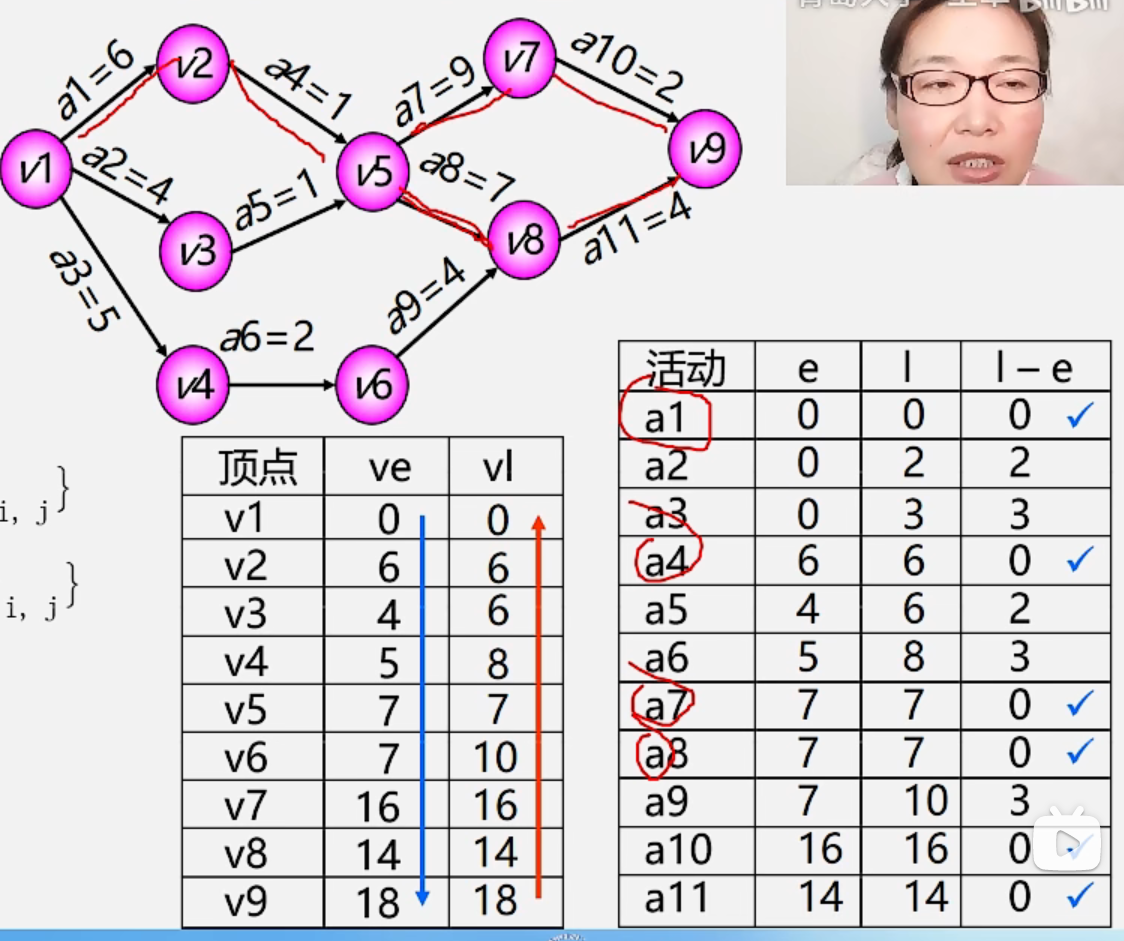 a1=6
v2
a4=1
a7=9
v7
a10=2
v1
a2=4
a5=1
v5
a8=7
v9
v3
v8
a11=4
a3=5
a6=2
a9=4
v4
v6
i, j }
i, j }
顶点 ve vl
v1 0 0
v2 6 6
v3 4 6
v4 5 8
v5 7 7
v6 7 10
v7 16 16
v8 14 14
v9 18 18
活动 e l l – e
a1 0 0 0 ✓
a2 0 2 2
a3 0 3 3
a4 6 6 0 ✓
a5 4 6 2
a6 5 8 3
a7 7 7 0 ✓
a8 7 7 0 ✓
a9 7 10 3
a10 16 16 0 ✓
a11 14 14 0 ✓